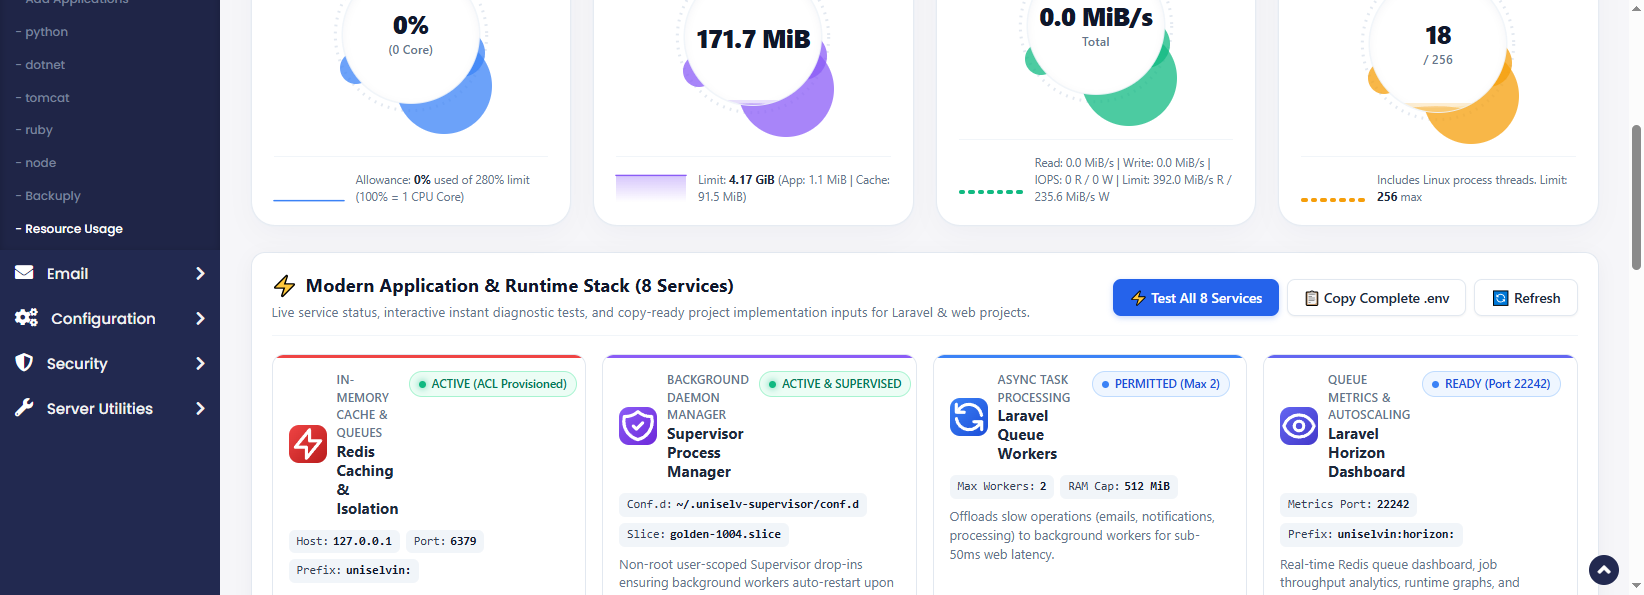 Add Applications
- python
- dotnet
- tomcat
- ruby
- node
- Backuply
- Resource Usage
Email
Configuration
Security
Server Utilities
0%
(0 Core)
Allowance: 0% used of 280% limit
(100% = 1 CPU Core)
171.7 MiB
Limit: 4.17 GiB (App: 1.1 MiB | Cache:
91.5 MiB)
0.0 MiB/s
Total
Read: 0.0 MiB/s | Write: 0.0 MiB/s |
IOPS: 0 R / 0 W | Limit: 392.0 MiB/s R /
235.6 MiB/s W
18
/ 256
Includes Linux process threads. Limit:
256 max
Modern Application & Runtime Stack (8 Services)
Live service status, interactive instant diagnostic tests, and copy-ready project implementation inputs for Laravel & web projects.
Test All 8 Services
Copy Complete .env
Refresh
IN-
MEMORY
CACHE &
QUEUES
Redis
Caching
&
Isolation
ACTIVE (ACL Provisioned)
Host: 127.0.0.1
Port: 6379
Prefix: uniselvin:
BACKGROUND
DAEMON
MANAGER
Supervisor
Process
Manager
ACTIVE & SUPERVISED
Conf.d: ~/.uniselv-supervisor/conf.d
Slice: golden-1004.slice
Non-root user-scoped Supervisor drop-ins
ensuring background workers auto-restart upon
ASYNC TASK
PROCESSING
Laravel
Queue
Workers
PERMITTED (Max 2)
Max Workers: 2
RAM Cap: 512 MiB
Offloads slow operations (emails, notifications,
processing) to background workers for sub-
50ms web latency.
QUEUE
METRICS &
AUTOSCALING
Laravel
Horizon
Dashboard
READY (Port 22242)
Metrics Port: 22242
Prefix: uniselvin:horizon:
Real-time Redis queue dashboard, job
throughput analytics, runtime graphs, and